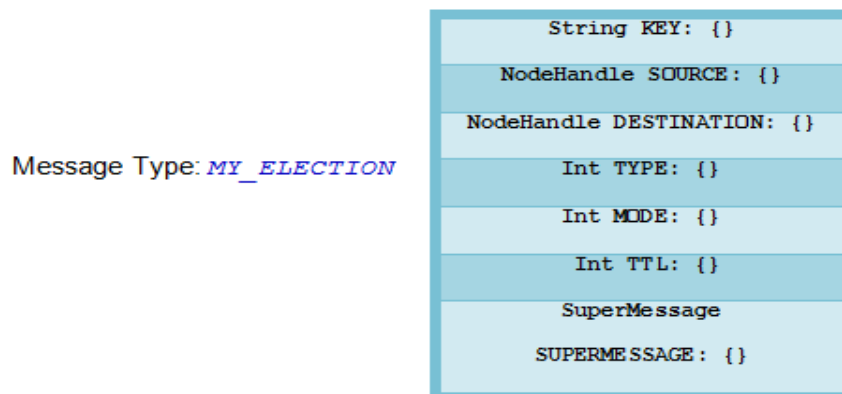 Message Type: MY_ELECTION
String KEY: {}
NodeHandle SOURCE: {}
NodeHandle DESTINATION: {}
Int TYPE: {}
Int MODE: {}
Int TTL: {}
SuperMessage
SUPERMESSAGE: {}